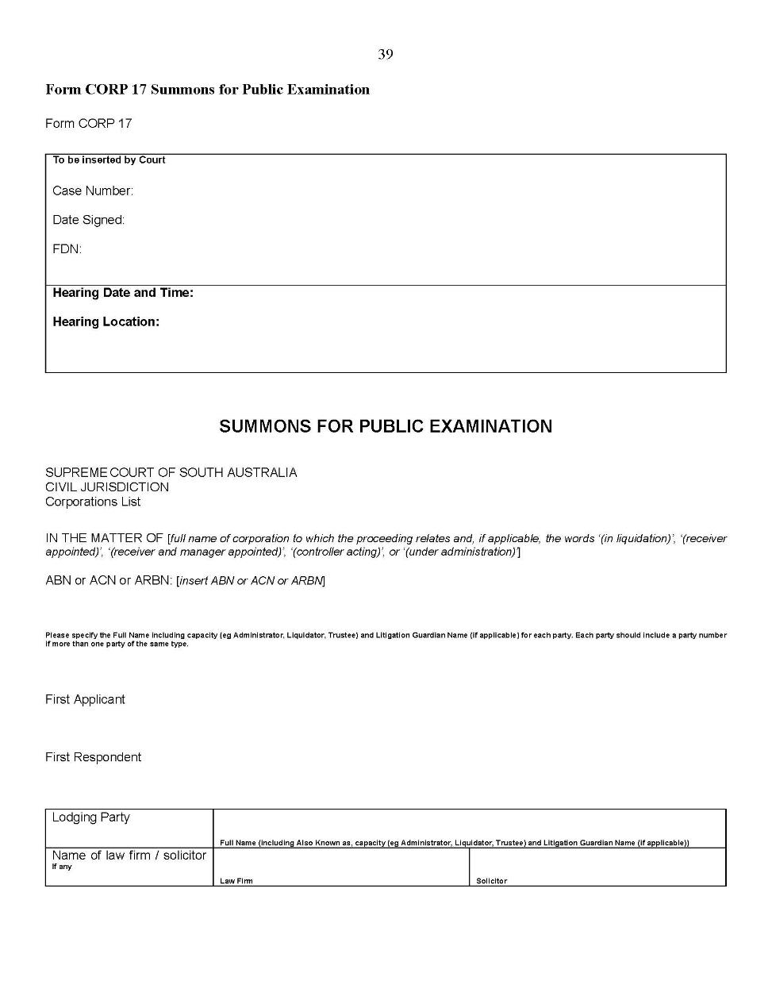 39
Form CORP 17 Summons for Public Examination
Form CORP 17
To be inserted by Court
Case Number:
Date Signed:
FDN:
Hearing Date and Time:
Hearing Location:
SUMMONS FOR PUBLIC EXAMINATION
SUPREME COURT OF SOUTH AUSTRALIA
CIVIL JURISDICTION
Corporations List
IN THE MATTER OF [full name of corporation to which the proceeding relates and, if applicable, the words ‘(in liquidation)’, ‘(receiver
appointed)’, ‘(receiver and manager appointed)’, ‘(controller acting)’, or ‘(under administration)’]
ABN or ACN or ARBN: [insert ABN or ACN or ARBN]
Please specify the Full Name including capacity (eg Administrator, Liquidator, Trustee) and Litigation Guardian Name (if applicable) for each party. Each party should include a party number
if more than one party of the same type.
First Applicant
First Respondent
Lodging Party
Full Name (including Also Known as, capacity (eg Administrator, Liquidator, Trustee) and Litigation Guardian Name (if applicable))
Name of law firm / solicitor
If any
Law Firm
Solicitor